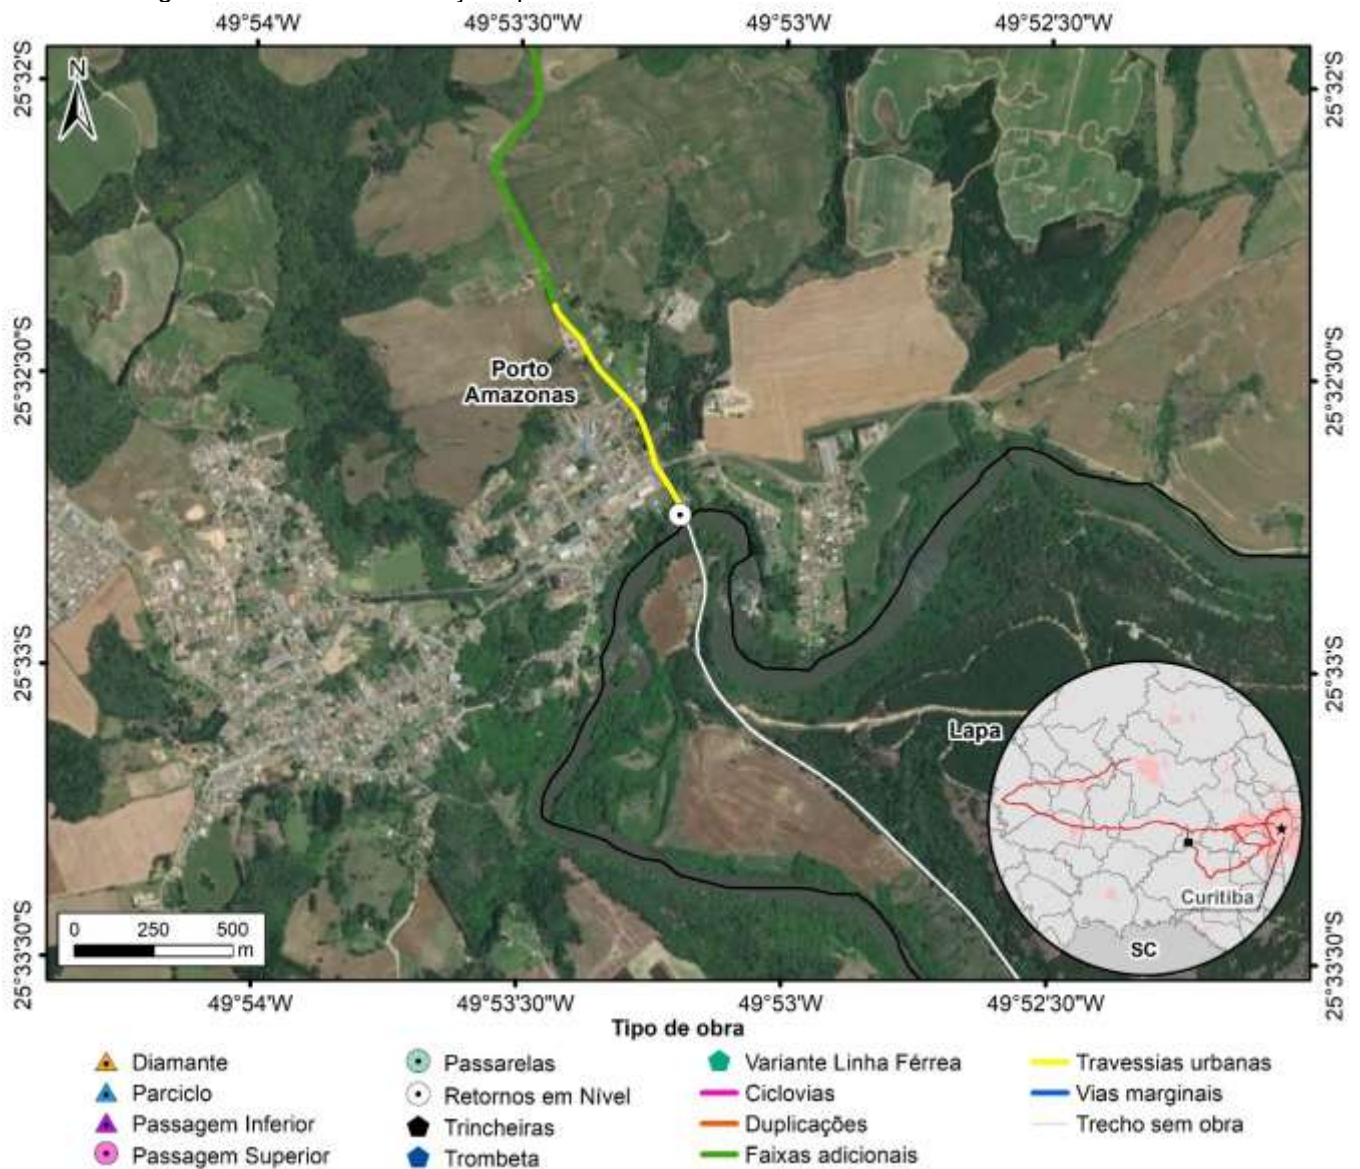 49°54'W 49°53'30"W 49°53'W 49°52'30"W
N
25°32'S 25°32'S
25°32'30"S 25°32'30"S
Porto
Amazonas
25°33'S 25°33'S
Lapa
Curitiba
SC
0 250 500
m
25°33'30"S 25°33'30"S
49°54'W 49°53'30"W 49°53'W 49°52'30"W
Tipo de obra
Diamante Passarelas Variante Linha Férrea Travessias urbanas
Parciclo Retornos em Nível Ciclovias Vias marginais
Passagem Inferior Trincheiras Duplicações Trecho sem obra
Passagem Superior Trombeta Faixas adicionais